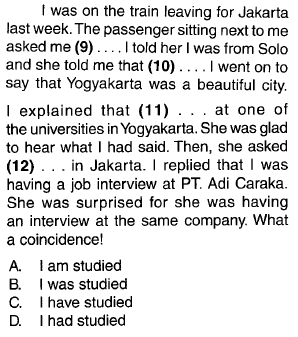 I was on the train leaving for Jakarta
last week. The passenger sitting next to me
asked me (9) . . . . I told her I was from Solo
and she told me that (10) . . . . I went on to
say that Yogyakarta was a beautiful city.
I explained that (11) . . . at one of
the universities in Yogyakarta. She was glad
to hear what I had said. Then, she asked
(12) . . . in Jakarta. I replied that I was
having a job interview at PT. Adi Caraka.
She was surprised for she was having
an interview at the same company. What
a coincidence!
A. I am studied
B. I was studied
C. I have studied
D. I had studied